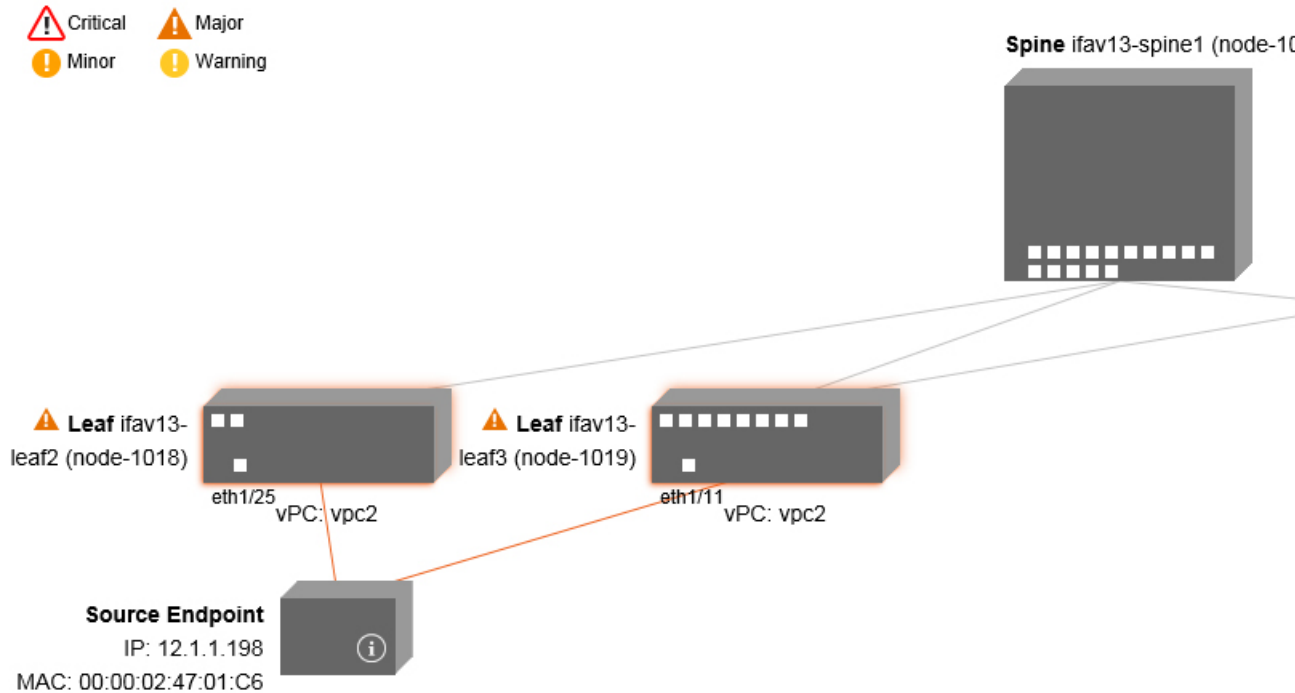 Critical
Major
Minor
Warning
Spine ifav13-spine1 (node-10
Leaf ifav13-
leaf2 (node-1018)
eth1/25
vPC: vpc2
Leaf ifav13-
leaf3 (node-1019)
eth1/11
vPC: vpc2
Source Endpoint
IP: 12.1.1.198
MAC: 00:00:02:47:01:C6